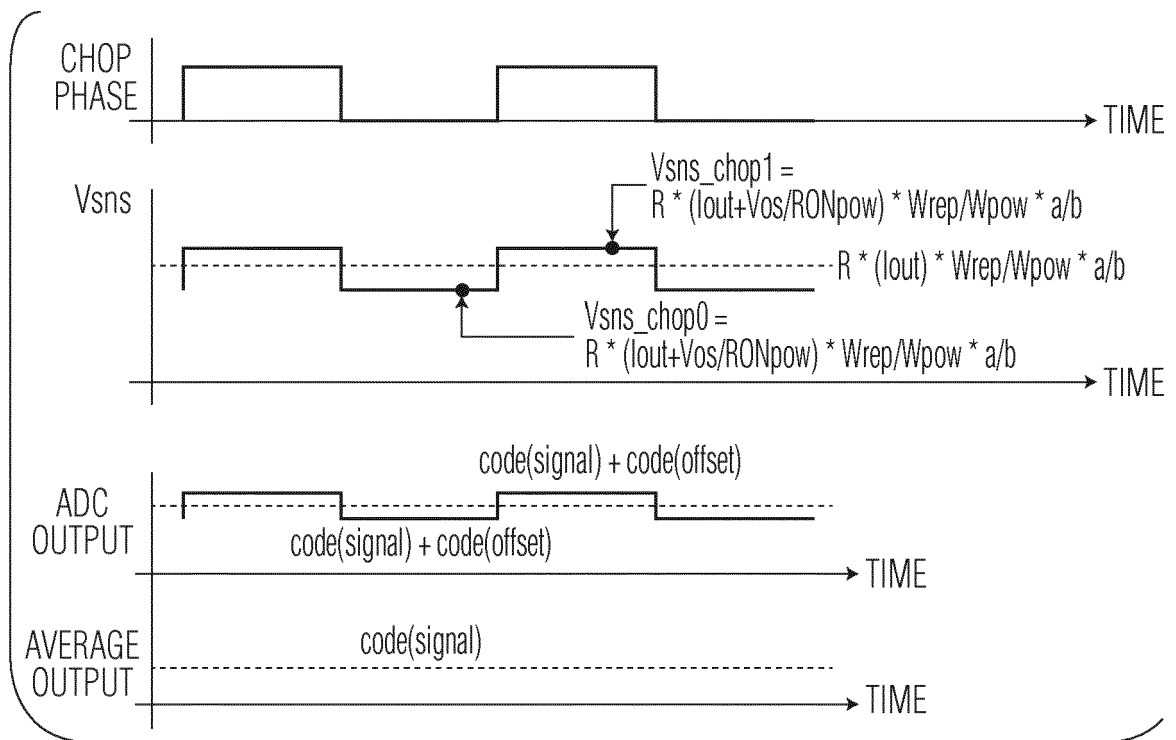 CHOP
PHASE
TIME
Vsns
Vsns_chop1 =
R * (Iout+Vos/RONpow) * Wrep/Wpow * a/b
R * (Iout) * Wrep/Wpow * a/b
Vsns_chop0 =
R * (Iout+Vos/RONpow) * Wrep/Wpow * a/b
TIME
code(signal) + code(offset)
ADC
OUTPUT
code(signal) + code(offset)
TIME
AVERAGE
OUTPUT
code(signal)
TIME